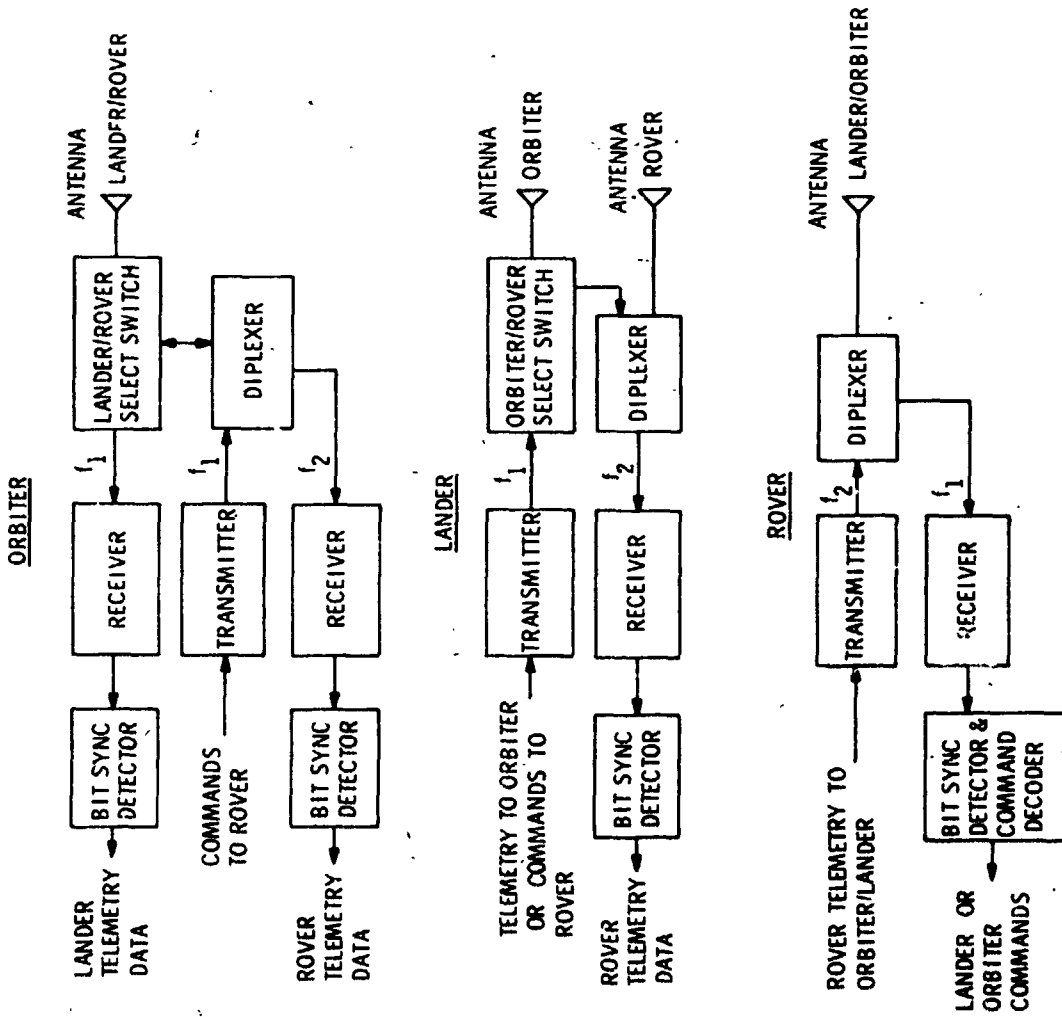 ORBITER
ANTENNA
LANDER/ROVER
LANDER/ROVER
SELECT SWITCH
f1
RECEIVER
BIT SYNC
DETECTOR
LANDER
TELEMETRY
DATA
COMMANDS
TO ROVER
TRANSMITTER
f1
DIPLEXER
f2
RECEIVER
BIT SYNC
DETECTOR
ROVER
TELEMETRY
DATA
LANDER
ANTENNA
ORBITER
ORBITER/ROVER
SELECT SWITCH
f1
TRANSMITTER
TELEMETRY TO ORBITER
OR COMMANDS TO
ROVER
ANTENNA
ROVER
DIPLEXER
f2
RECEIVER
BIT SYNC
DETECTOR
ROVER
TELEMETRY
DATA
ROVER
ANTENNA
LANDER/ORBITER
DIPLEXER
f2
TRANSMITTER
ROVER TELEMETRY TO
ORBITER/LANDER
f1
RECEIVER
BIT SYNC
DETECTOR &
COMMAND
DECODER
LANDER OR
ORBITER
COMMANDS